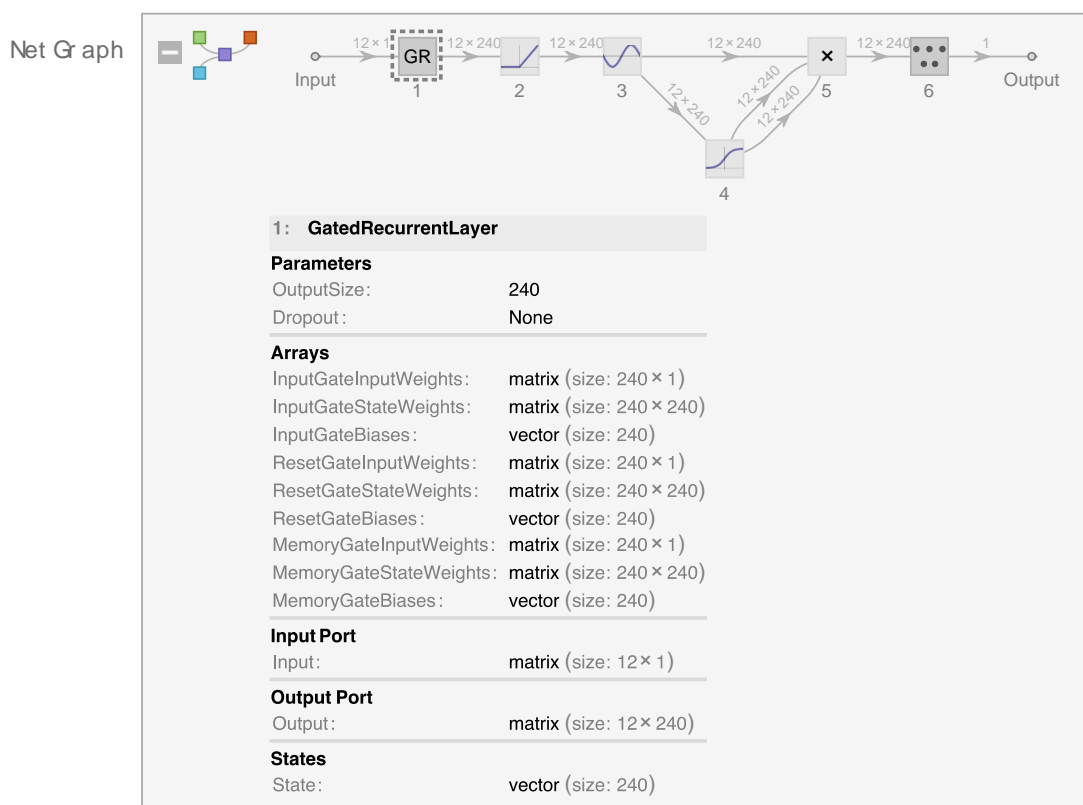 Net Graph
12×1 12×240 12×240 12×240 12×240 1
GR
×
Input
Output
1 2 3 5 6
12×240 12×240 12×240
4
1: GatedRecurrentLayer
Parameters
OutputSize: 240
Dropout: None
Arrays
InputGateInputWeights: matrix (size: 240×1)
InputGateStateWeights: matrix (size: 240×240)
InputGateBiases: vector (size: 240)
ResetGateInputWeights: matrix (size: 240×1)
ResetGateStateWeights: matrix (size: 240×240)
ResetGateBiases: vector (size: 240)
MemoryGateInputWeights: matrix (size: 240×1)
MemoryGateStateWeights: matrix (size: 240×240)
MemoryGateBiases: vector (size: 240)
Input Port
Input: matrix (size: 12×1)
Output Port
Output: matrix (size: 12×240)
States
State: vector (size: 240)